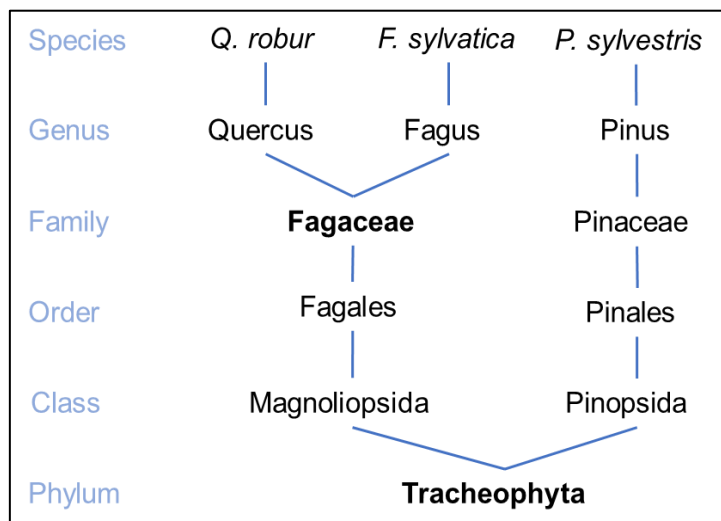 Species Q. robur F. sylvatica P. sylvestris
Genus Quercus Fagus Pinus
Family Fagaceae Pinaceae
Order Fagales Pinales
Class Magnoliopsida Pinopsida
Phylum Tracheophyta